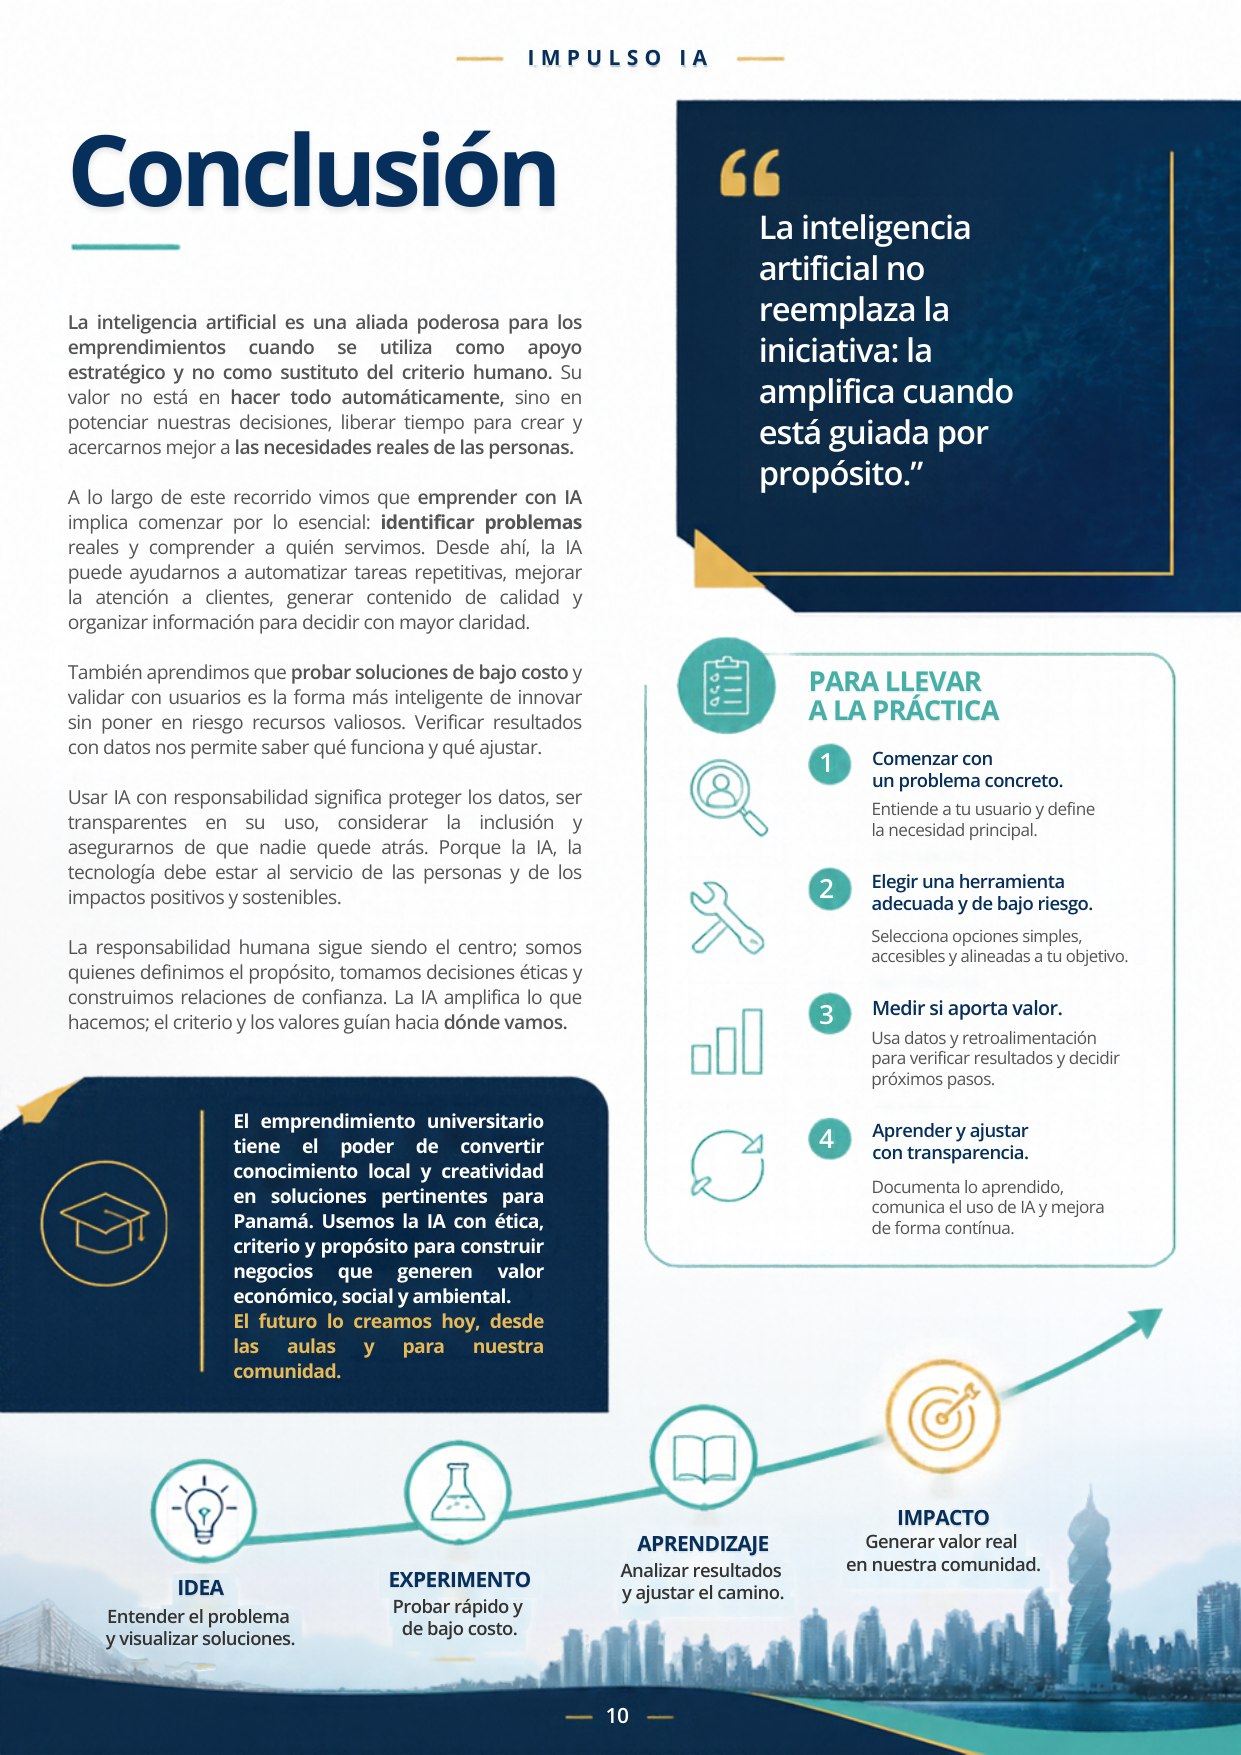 IMPULSO IA
Conclusión
La inteligencia artificial es una aliada poderosa para los
emprendimientos cuando se utiliza como apoyo
estratégico y no como sustituto del criterio humano. Su
valor no está en hacer todo automáticamente, sino en
potenciar nuestras decisiones, liberar tiempo para crear y
acercarnos mejor a las necesidades reales de las personas.
A lo largo de este recorrido vimos que emprender con IA
implica comenzar por lo esencial: identificar problemas
reales y comprender a quién servimos. Desde ahí, la IA
puede ayudarnos a automatizar tareas repetitivas, mejorar
la atención a clientes, generar contenido de calidad y
organizar información para decidir con mayor claridad.
También aprendimos que probar soluciones de bajo costo y
validar con usuarios es la forma más inteligente de innovar
sin poner en riesgo recursos valiosos. Verificar resultados
con datos nos permite saber qué funciona y qué ajustar.
Usar IA con responsabilidad significa proteger los datos, ser
transparentes en su uso, considerar la inclusión y
asegurarnos de que nadie quede atrás. Porque la IA, la
tecnología debe estar al servicio de las personas y de los
impactos positivos y sostenibles.
La responsabilidad humana sigue siendo el centro; somos
quienes definimos el propósito, tomamos decisiones éticas y
construimos relaciones de confianza. La IA amplifica lo que
hacemos; el criterio y los valores guían hacia dónde vamos.
“
La inteligencia
artificial no
reemplaza la
iniciativa: la
amplifica cuando
está guiada por
propósito.”
PARA LLEVAR
A LA PRÁCTICA
1
Comenzar con
un problema concreto.
Entiende a tu usuario y define
la necesidad principal.
2
Elegir una herramienta
adecuada y de bajo riesgo.
Selecciona opciones simples,
accesibles y alineadas a tu objetivo.
3
Medir si aporta valor.
Usa datos y retroalimentación
para verificar resultados y decidir
próximos pasos.
4
Aprender y ajustar
con transparencia.
Documenta lo aprendido,
comunica el uso de IA y mejora
de forma contínua.
El emprendimiento universitario
tiene el poder de convertir
conocimiento local y creatividad
en soluciones pertinentes para
Panamá. Usemos la IA con ética,
criterio y propósito para construir
negocios que generen valor
económico, social y ambiental.
El futuro lo creamos hoy, desde
las aulas y para nuestra
comunidad.
IDEA
Entender el problema
y visualizar soluciones.
EXPERIMENTO
Probar rápido y
de bajo costo.
APRENDIZAJE
Analizar resultados
y ajustar el camino.
IMPACTO
Generar valor real
en nuestra comunidad.
10